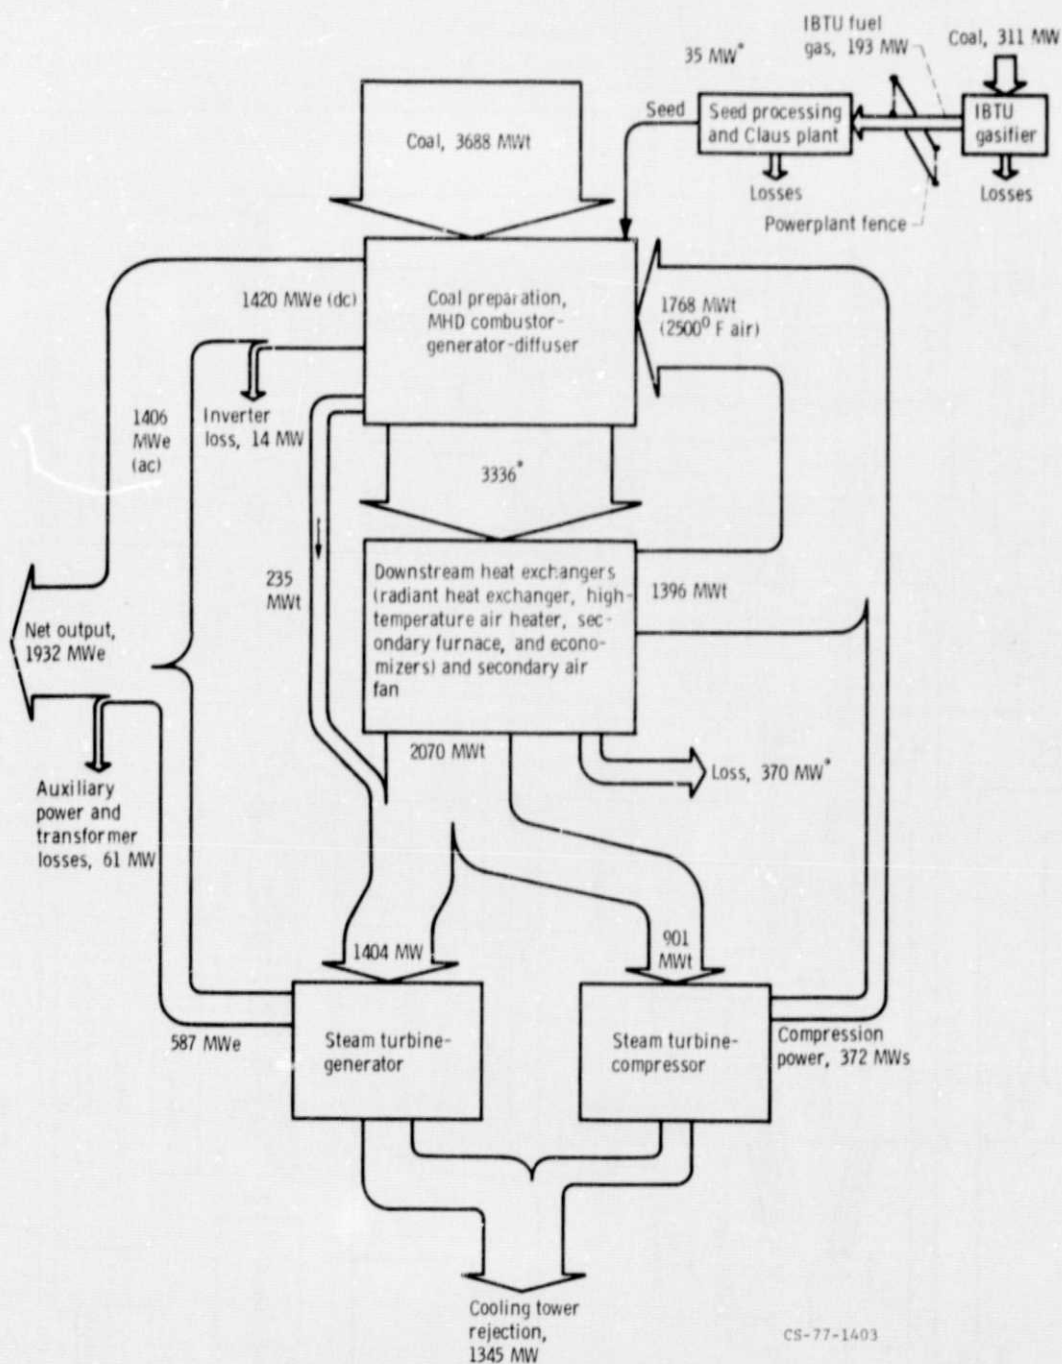 IBTU fuel
gas, 193 MW
Coal, 311 MW
35 MW*
Seed
Seed processing
and Claus plant
IBTU
gasifier
Losses
Losses
Powerplant fence
Coal, 3688 MWt
1420 MWe (dc)
Coal preparation,
MHD combustor-
generator-diffuser
1768 MWt
(2500⁰ F air)
1406
MWe
(ac)
Inverter
loss, 14 MW
3336*
235
MWt
Downstream heat exchangers
(radiant heat exchanger, high-
temperature air heater, sec-
ondary furnace, and econo-
mizers) and secondary air
fan
1396 MWt
Net output,
1932 MWe
2070 MWt
Loss, 370 MW*
Auxiliary
power and
transformer
losses, 61 MW
1404 MW
901
MWt
587 MWe
Steam turbine-
generator
Steam turbine-
compressor
Compression
power, 372 MWs
Cooling tower
rejection,
1345 MW
CS-77-1403